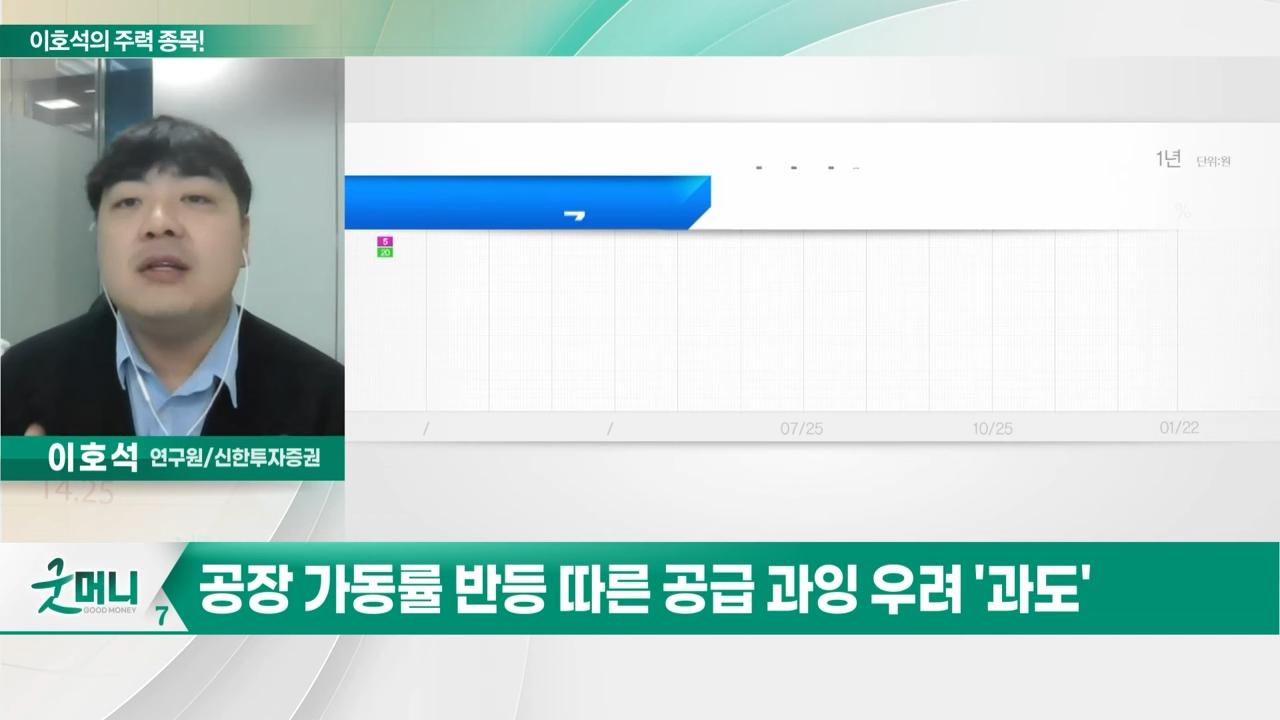 이호석의 주력 종목!
1년 단위:원
%
5
20
/ / 07/25 10/25 01/22
이호석 연구원/신한투자증권
14.25
굿머니
GOOD MONEY
7
공장 가동률 반등 따른 공급 과잉 우려 '과도'